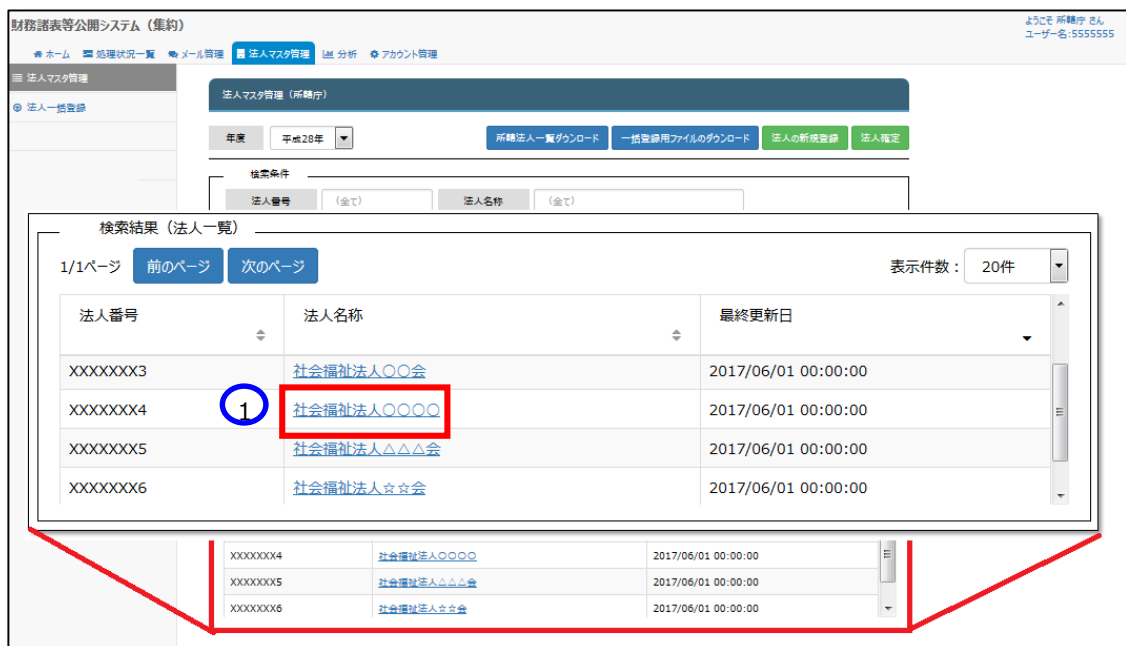 財務諸表等公開システム（集約）
ようこそ 所轄庁 さん
ユーザー名:5555555
ホーム 処理状況一覧 メール管理 法人マスタ管理 分析 アカウント管理
法人マスタ管理
法人一括登録
法人マスタ管理（所轄庁）
年度 平成28年 所轄法人一覧ダウンロード 一括登録用ファイルのダウンロード 法人の新規登録 法人確定
検索条件
法人番号 （全て） 法人名称 （全て）
検索結果（法人一覧）
1/1ページ 前のページ 次のページ 表示件数： 20件
法人番号 法人名称 最終更新日
XXXXXXX3 社会福祉法人〇〇会 2017/06/01 00:00:00
XXXXXXX4 1 社会福祉法人〇〇〇〇 2017/06/01 00:00:00
XXXXXXX5 社会福祉法人△△△会 2017/06/01 00:00:00
XXXXXXX6 社会福祉法人☆☆会 2017/06/01 00:00:00
XXXXXXX4 社会福祉法人〇〇〇〇 2017/06/01 00:00:00
XXXXXXX5 社会福祉法人△△△会 2017/06/01 00:00:00
XXXXXXX6 社会福祉法人☆☆会 2017/06/01 00:00:00